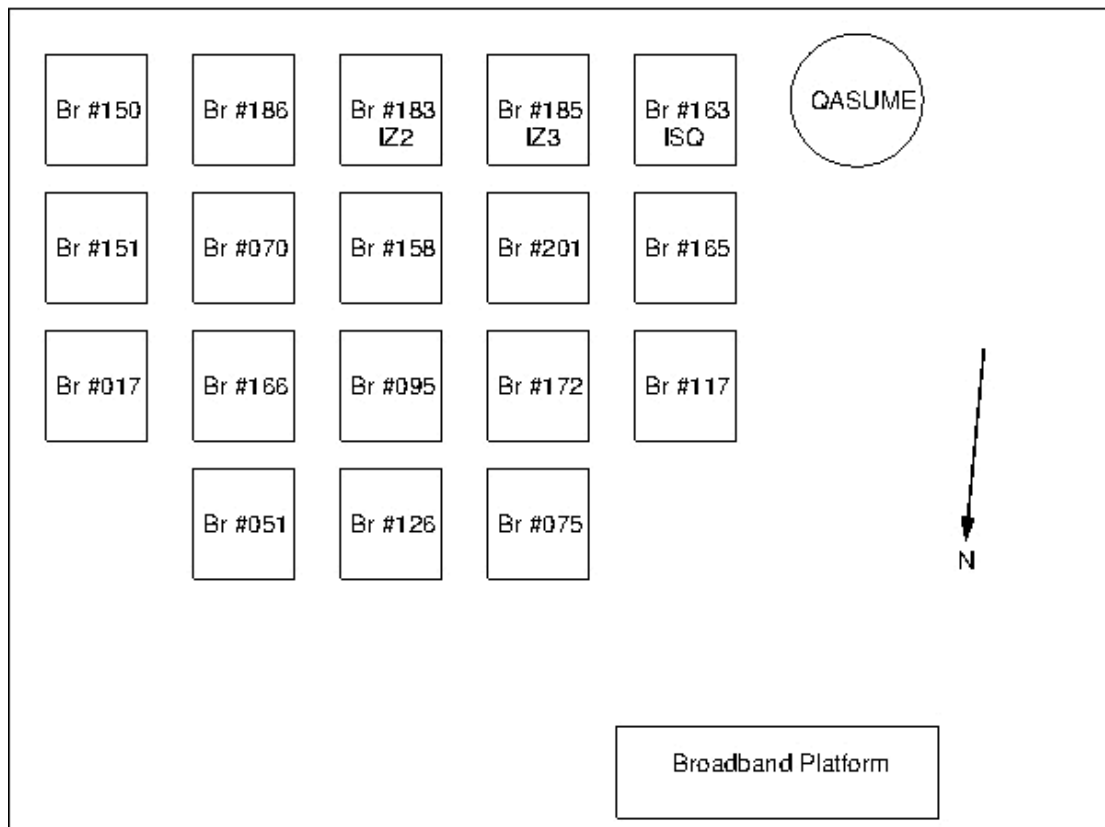 Br #150
Br #186
Br #183
IZ2
Br #185
IZ3
Br #163
ISQ
QASUME
Br #151
Br #070
Br #158
Br #201
Br #165
Br #017
Br #166
Br #095
Br #172
Br #117
Br #051
Br #126
Br #075
N
Broadband Platform